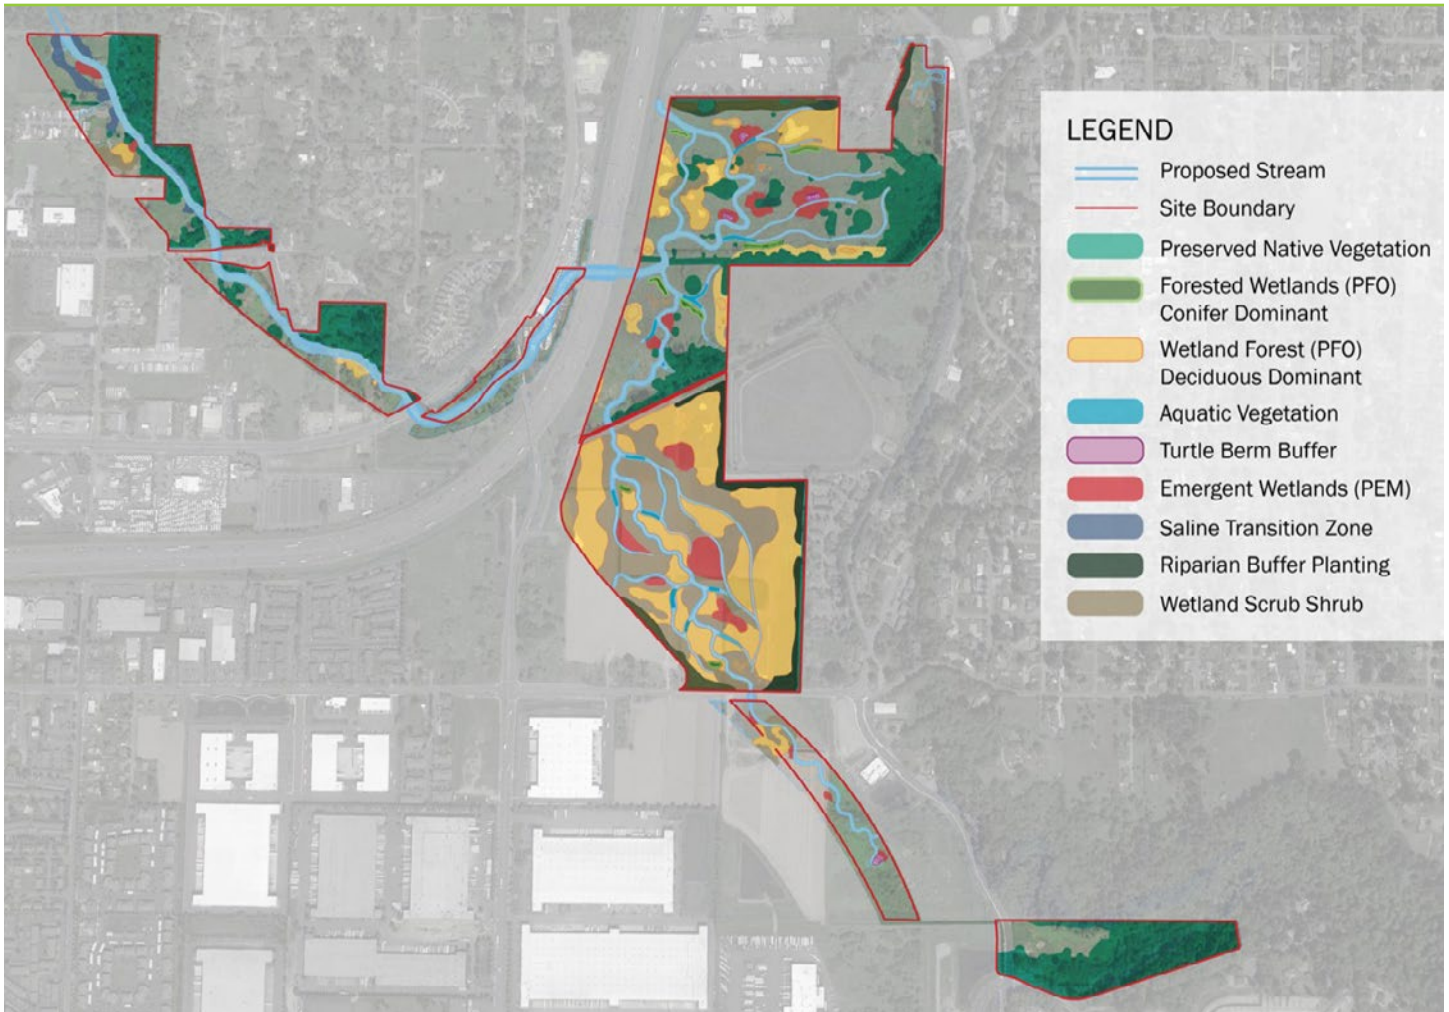 LEGEND
Proposed Stream
Site Boundary
Preserved Native Vegetation
Forested Wetlands (PFO)
Conifer Dominant
Wetland Forest (PFO)
Deciduous Dominant
Aquatic Vegetation
Turtle Berm Buffer
Emergent Wetlands (PEM)
Saline Transition Zone
Riparian Buffer Planting
Wetland Scrub Shrub